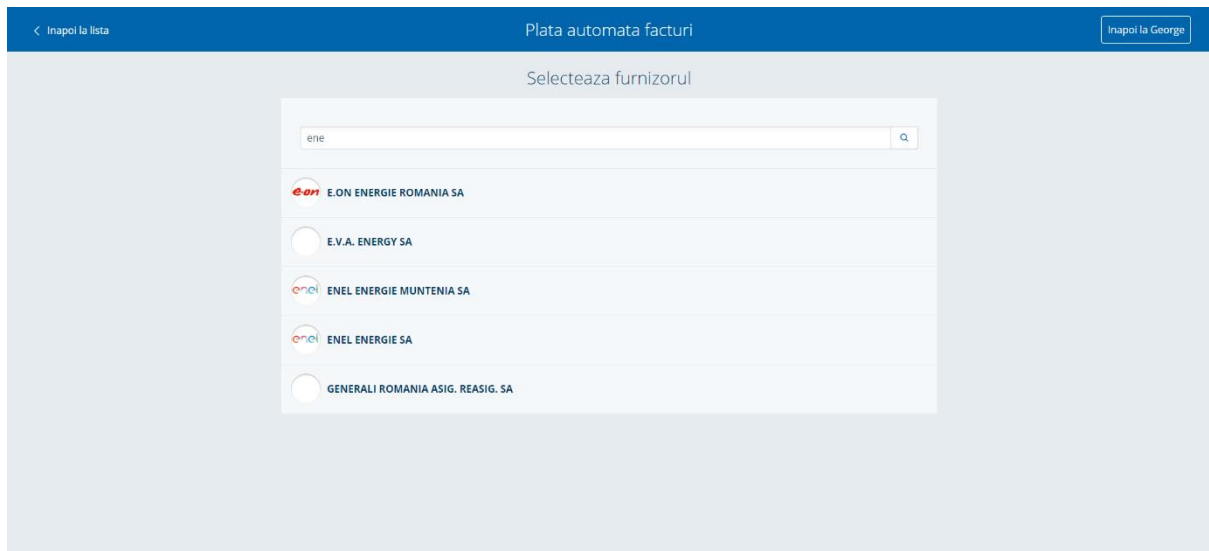 Inapoi la lista
Plata automata facturi
Inapoi la George
Selecteaza furnizorul
ene
e·on E.ON ENERGIE ROMANIA SA
E.V.A. ENERGY SA
enel ENEL ENERGIE MUNTENIA SA
enel ENEL ENERGIE SA
GENERALI ROMANIA ASIG. REASIG. SA